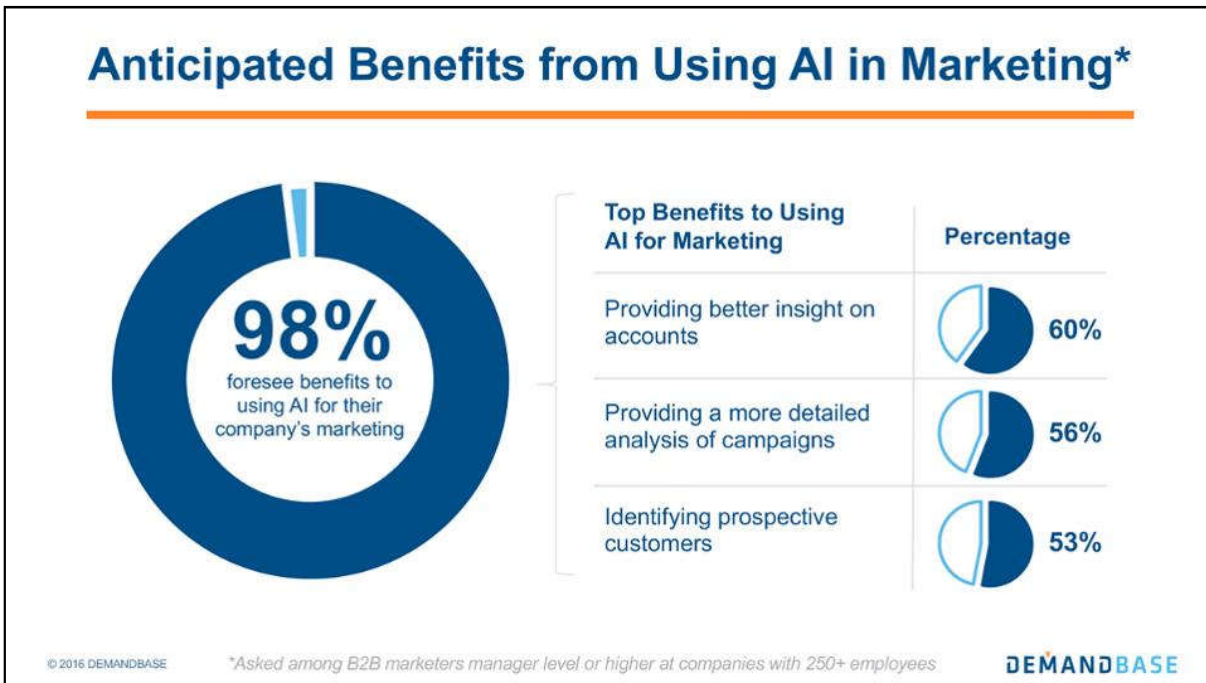 Anticipated Benefits from Using AI in Marketing*
98%
foresee benefits to
using AI for their
company's marketing
Top Benefits to Using
AI for Marketing
Percentage
Providing better insight on
accounts
60%
Providing a more detailed
analysis of campaigns
56%
Identifying prospective
customers
53%
© 2016 DEMANDBASE
*Asked among B2B marketers manager level or higher at companies with 250+ employees
DEMANDBASE